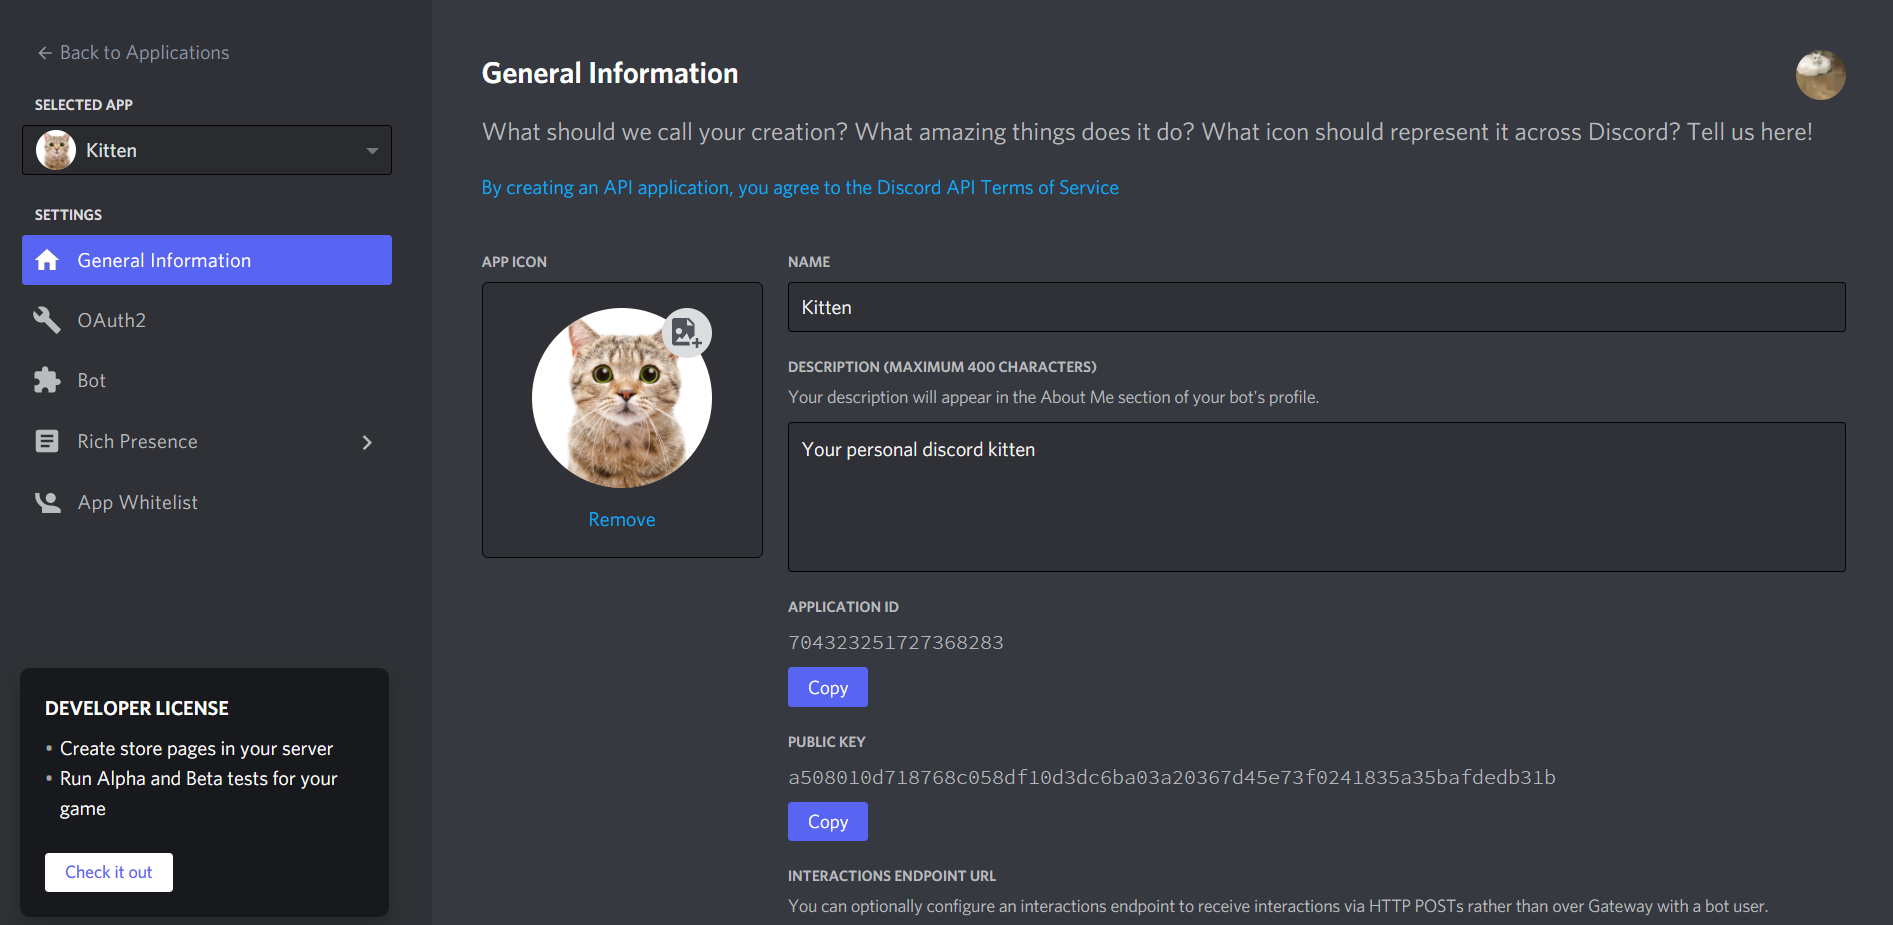 Back to Applications
SELECTED APP
Kitten
SETTINGS
General Information
OAuth2
Bot
Rich Presence
App Whitelist
DEVELOPER LICENSE
• Create store pages in your server
• Run Alpha and Beta tests for your
game
Check it out
General Information
What should we call your creation? What amazing things does it do? What icon should represent it across Discord? Tell us here!
By creating an API application, you agree to the Discord API Terms of Service
APP ICON
Remove
NAME
Kitten
DESCRIPTION (MAXIMUM 400 CHARACTERS)
Your description will appear in the About Me section of your bot's profile.
Your personal discord kitten
APPLICATION ID
704323251727368283
Copy
PUBLIC KEY
a508010d718768c058df10d3dc6ba03a20367d45e73f0241835a35bafdedb31b
Copy
INTERACTIONS ENDPOINT URL
You can optionally configure an interactions endpoint to receive interactions via HTTP POSTs rather than over Gateway with a bot user.